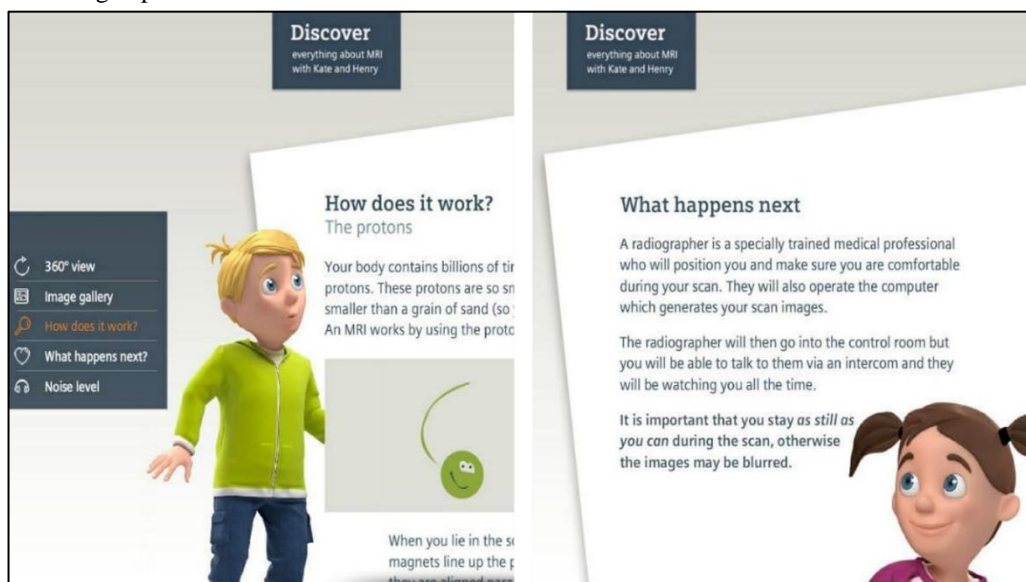 Discover
everything about MRI
with Kate and Henry
360° view
Image gallery
How does it work?
What happens next?
Noise level
How does it work?
The protons
Your body contains billions of
protons. These protons are so
smaller than a grain of sand (so
An MRI works by using the
When you lie in the
magnets line up the
they are aligned
Discover
everything about MRI
with Kate and Henry
What happens next
A radiographer is a specially trained medical professional
who will position you and make sure you are comfortable
during your scan. They will also operate the computer
which generates your scan images.
The radiographer will then go into the control room but
you will be able to talk to them via an intercom and they
will be watching you all the time.
It is important that you stay as still as
you can during the scan, otherwise
the images may be blurred.